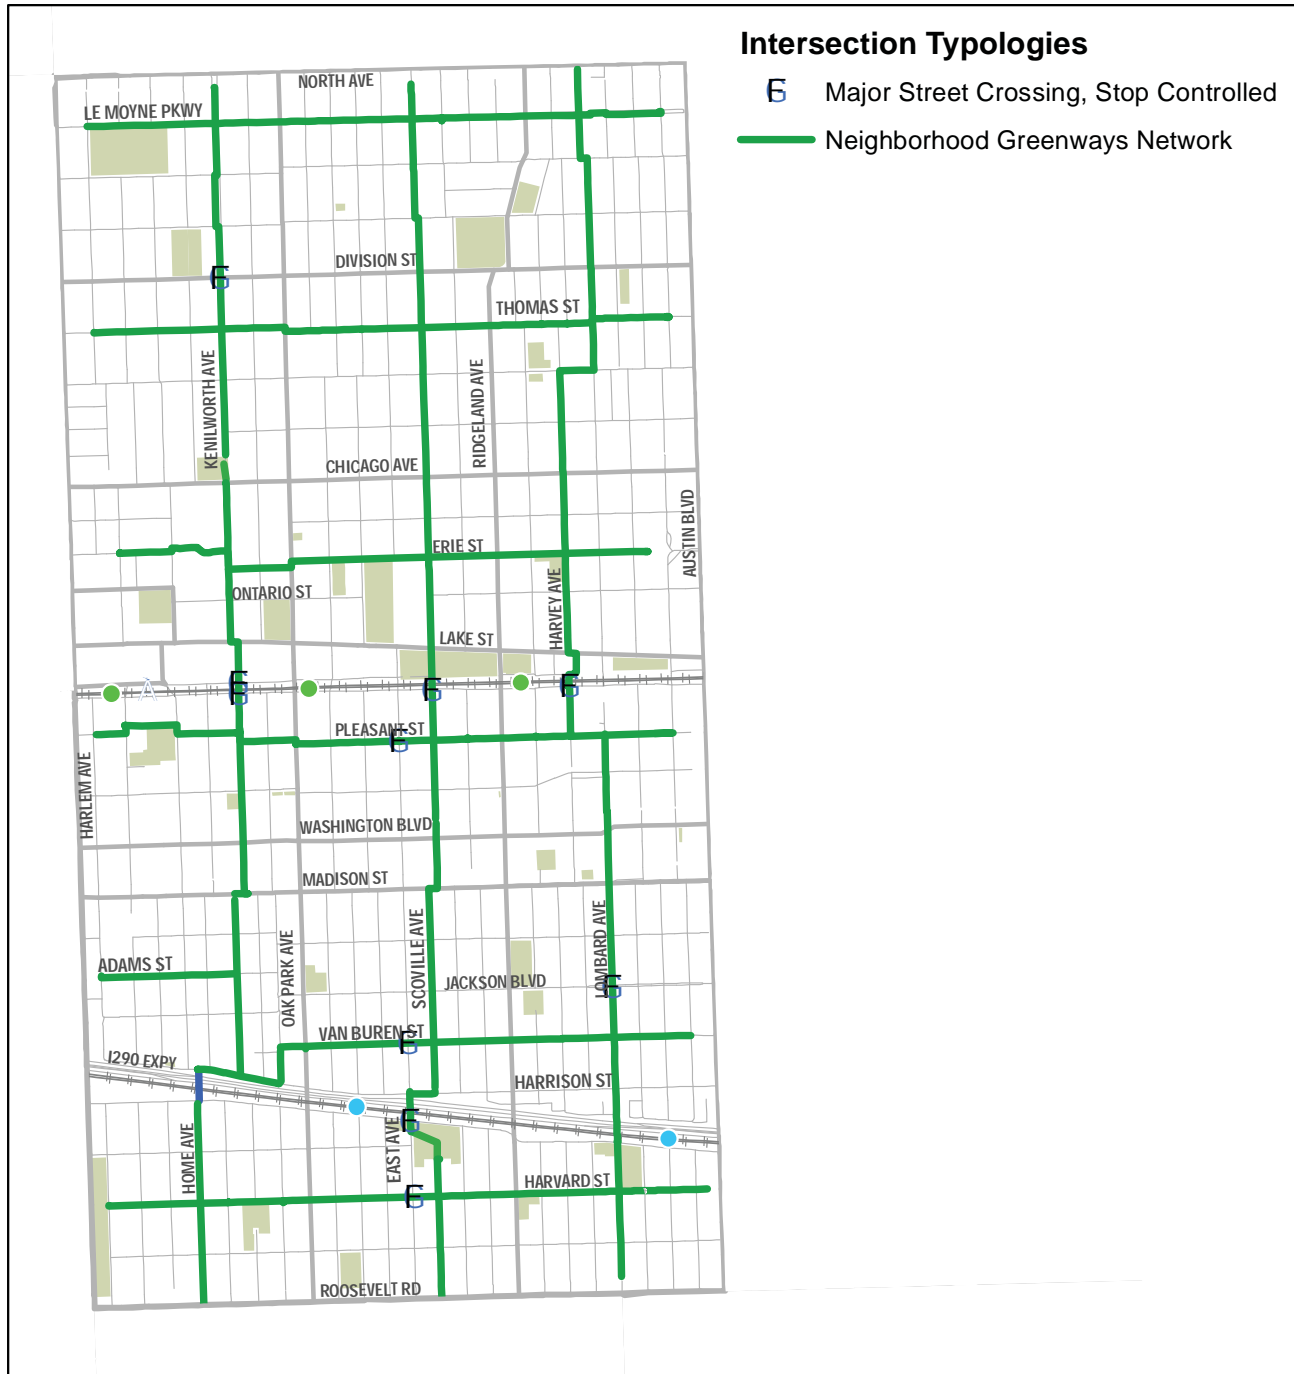 Intersection Typologies
Major Street Crossing, Stop Controlled
Neighborhood Greenways Network
NORTH AVE
LE MOYNE PKWY
DIVISION ST
THOMAS ST
KENILWORTH AVE
RIDGELAND AVE
CHICAGO AVE
AUSTIN BLVD
ERIE ST
ONTARIO ST
HARVEY AVE
LAKE ST
PLEASANT ST
HARLEM AVE
WASHINGTON BLVD
MADISON ST
LOMBARD AVE
SCOVILLE AVE
OAK PARK AVE
ADAMS ST
JACKSON BLVD
VAN BUREN ST
I290 EXPY
HARRISON ST
HOME AVE
EAST AVE
HARVARD ST
ROOSEVELT RD